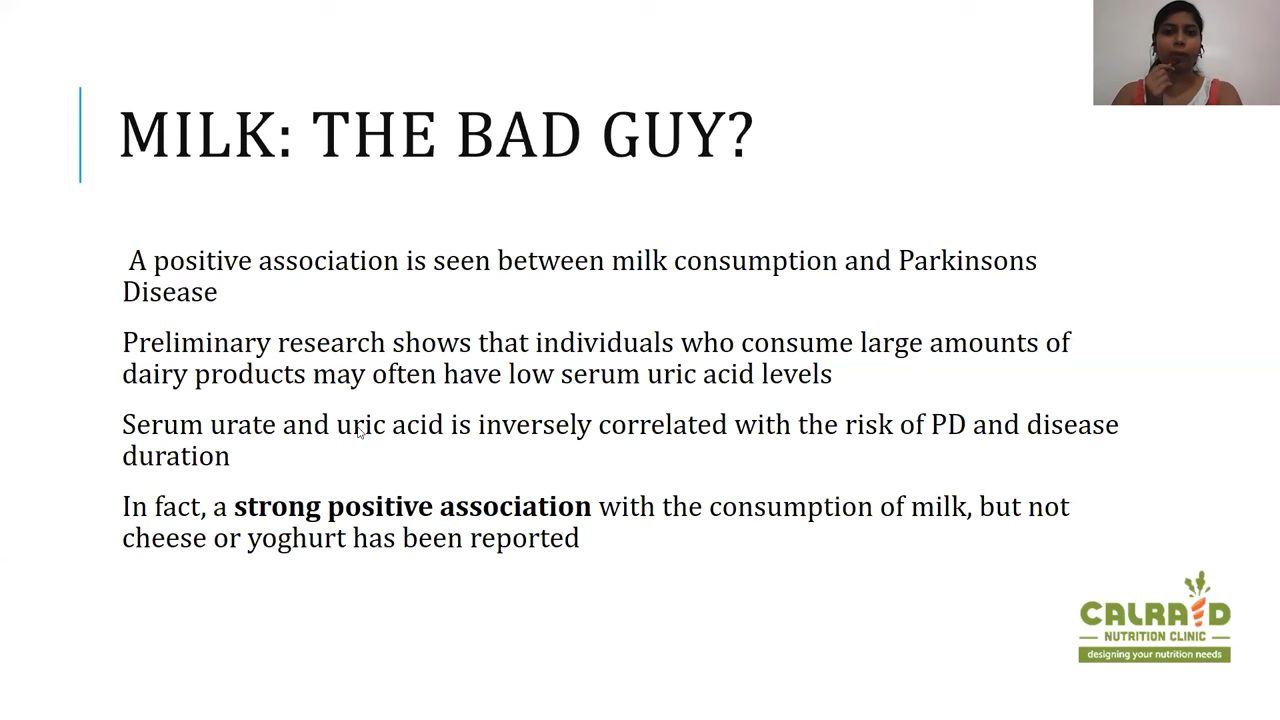 MILK: THE BAD GUY?
A positive association is seen between milk consumption and Parkinsons
Disease
Preliminary research shows that individuals who consume large amounts of
dairy products may often have low serum uric acid levels
Serum urate and uric acid is inversely correlated with the risk of PD and disease
duration
In fact, a strong positive association with the consumption of milk, but not
cheese or yoghurt has been reported
CALRAID
NUTRITION CLINIC
designing your nutrition needs